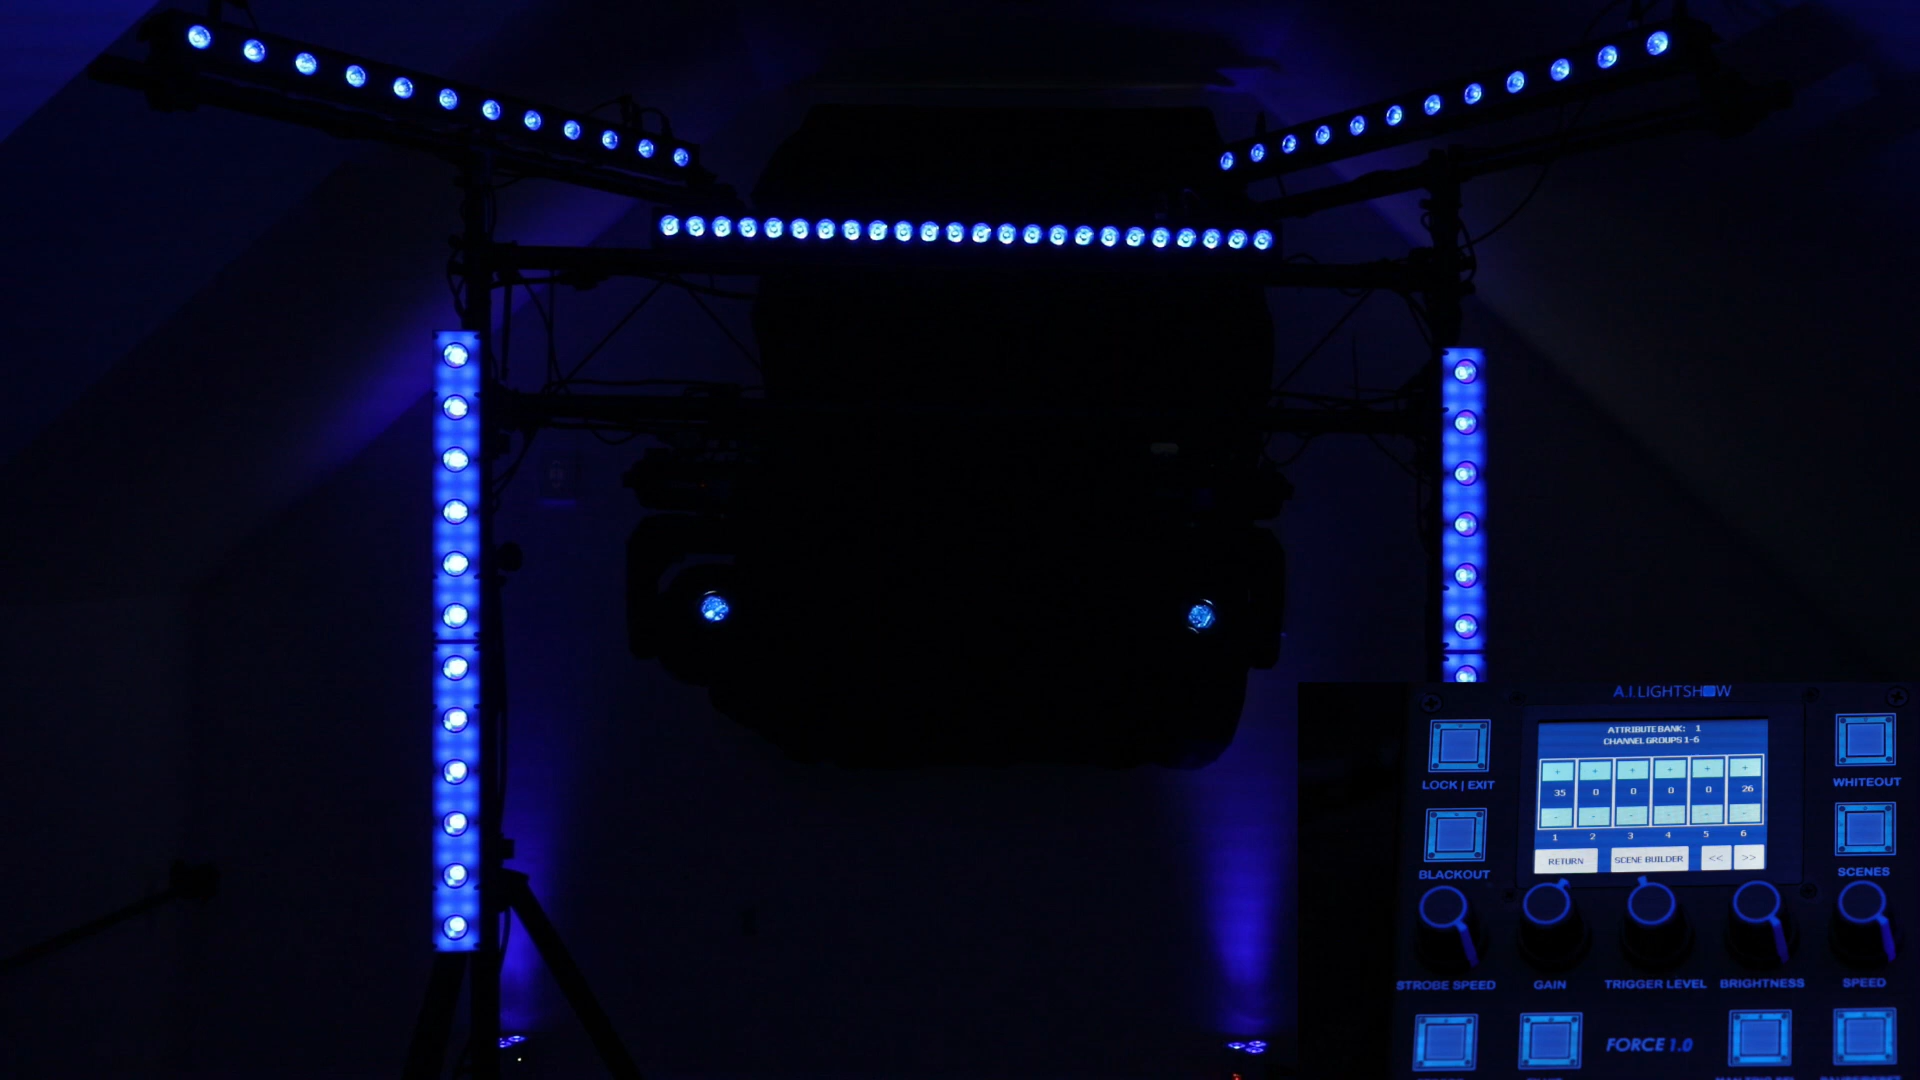 A.I.LIGHTSHOW
ATTRIBUTE BANK: 1
CHANNEL GROUPS 1-6
+ + + + + +
35 0 0 0 0 26
- - - - - -
1 2 3 4 5 6
RETURN SCENE BUILDER << >>
LOCK | EXIT
WHITEOUT
BLACKOUT
SCENES
STROBE SPEED GAIN TRIGGER LEVEL BRIGHTNESS SPEED
FORCE 1.0